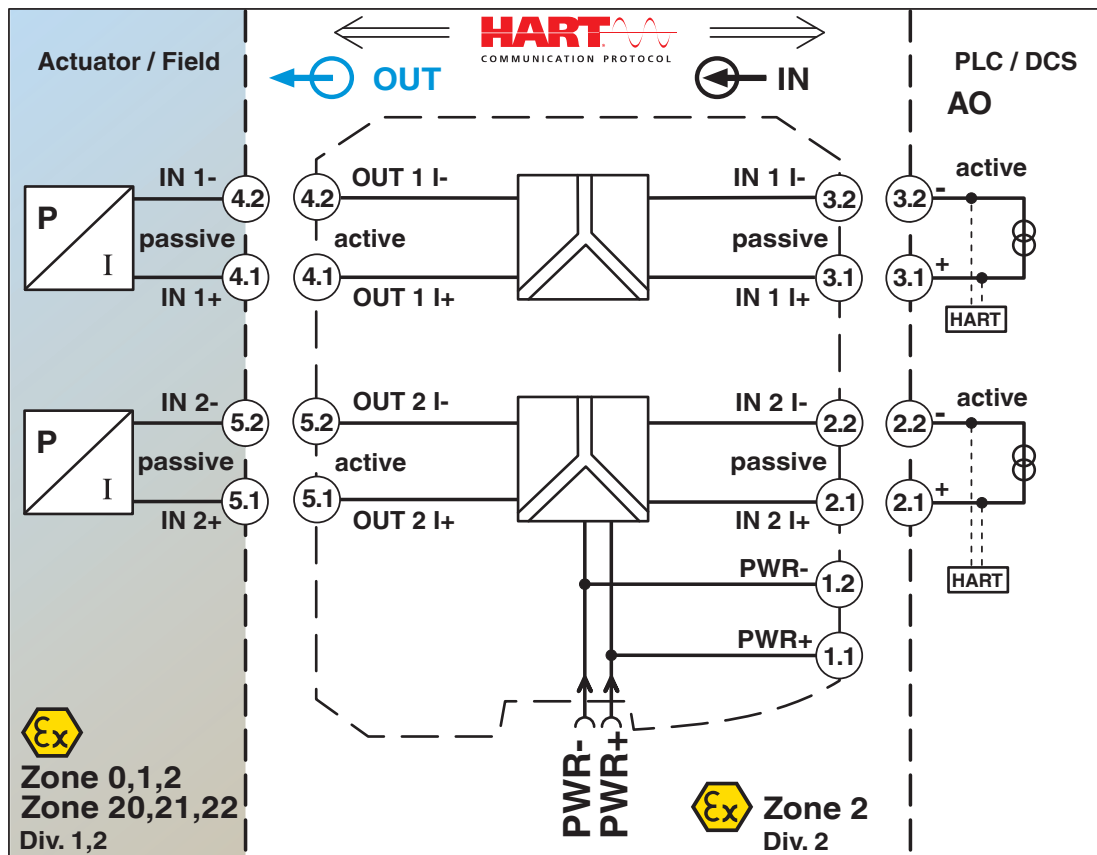 HART
COMMUNICATION PROTOCOL
Actuator / Field
OUT
IN
PLC / DCS
AO
P
I
IN 1-
passive
IN 1+
4.2
4.1
4.2
4.1
OUT 1 I-
active
OUT 1 I+
IN 1 I-
passive
IN 1 I+
3.2
3.1
3.2
3.1
-
+
active
HART
P
I
IN 2-
passive
IN 2+
5.2
5.1
5.2
5.1
OUT 2 I-
active
OUT 2 I+
IN 2 I-
passive
IN 2 I+
2.2
2.1
2.2
2.1
-
+
active
HART
PWR-
1.2
PWR+
1.1
PWR-
PWR+
Ex
Zone 0,1,2
Zone 20,21,22
Div. 1,2
Ex
Zone 2
Div. 2